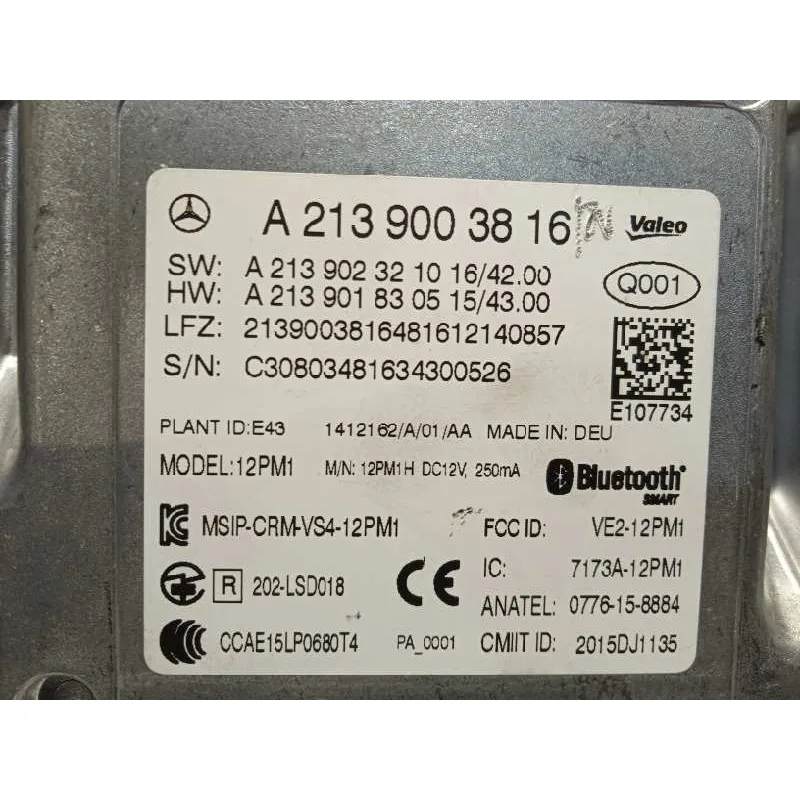 A 213 900 38 16 Valeo
SW: A 213 902 32 10 16/42.00
HW: A 213 901 83 05 15/43.00
Q001
LFZ: 2139003816481612140857
S/N: C30803481634300526
E107734
PLANT ID:E43 1412162/A/01/AA MADE IN: DEU
MODEL:12PM1 M/N: 12PM1H DC12V, 250mA Bluetooth
SMART
MSIP-CRM-VS4-12PM1 FCC ID: VE2-12PM1
R 202-LSD018 CE IC: 7173A-12PM1
ANATEL: 0776-15-8884
CCAE15LP0680T4 PA_0001 CMIIT ID: 2015DJ1135